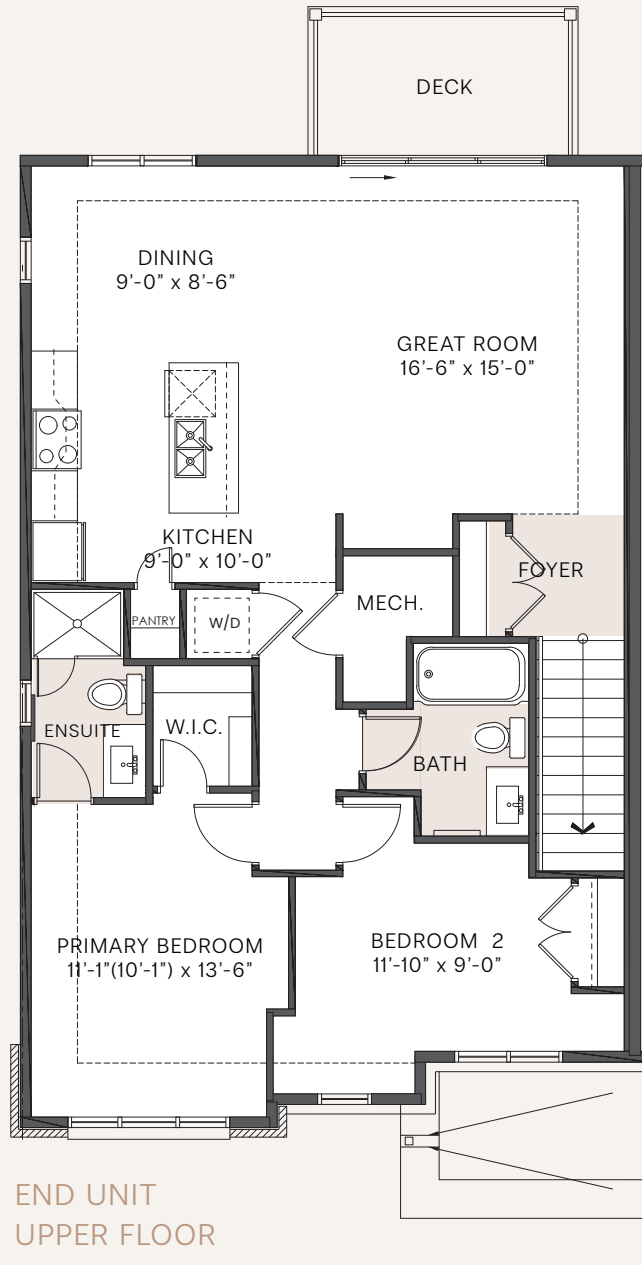 DECK
DINING
9’-0” x 8’-6”
GREAT ROOM
16’-6” x 15’-0”
KITCHEN
9’-0” x 10’-0”
FOYER
MECH.
PANTRY
W/D
ENSUITE
W.I.C.
BATH
PRIMARY BEDROOM
11’-1”(10’-1”) x 13’-6”
BEDROOM 2
11’-10” x 9’-0”
END UNIT
UPPER FLOOR